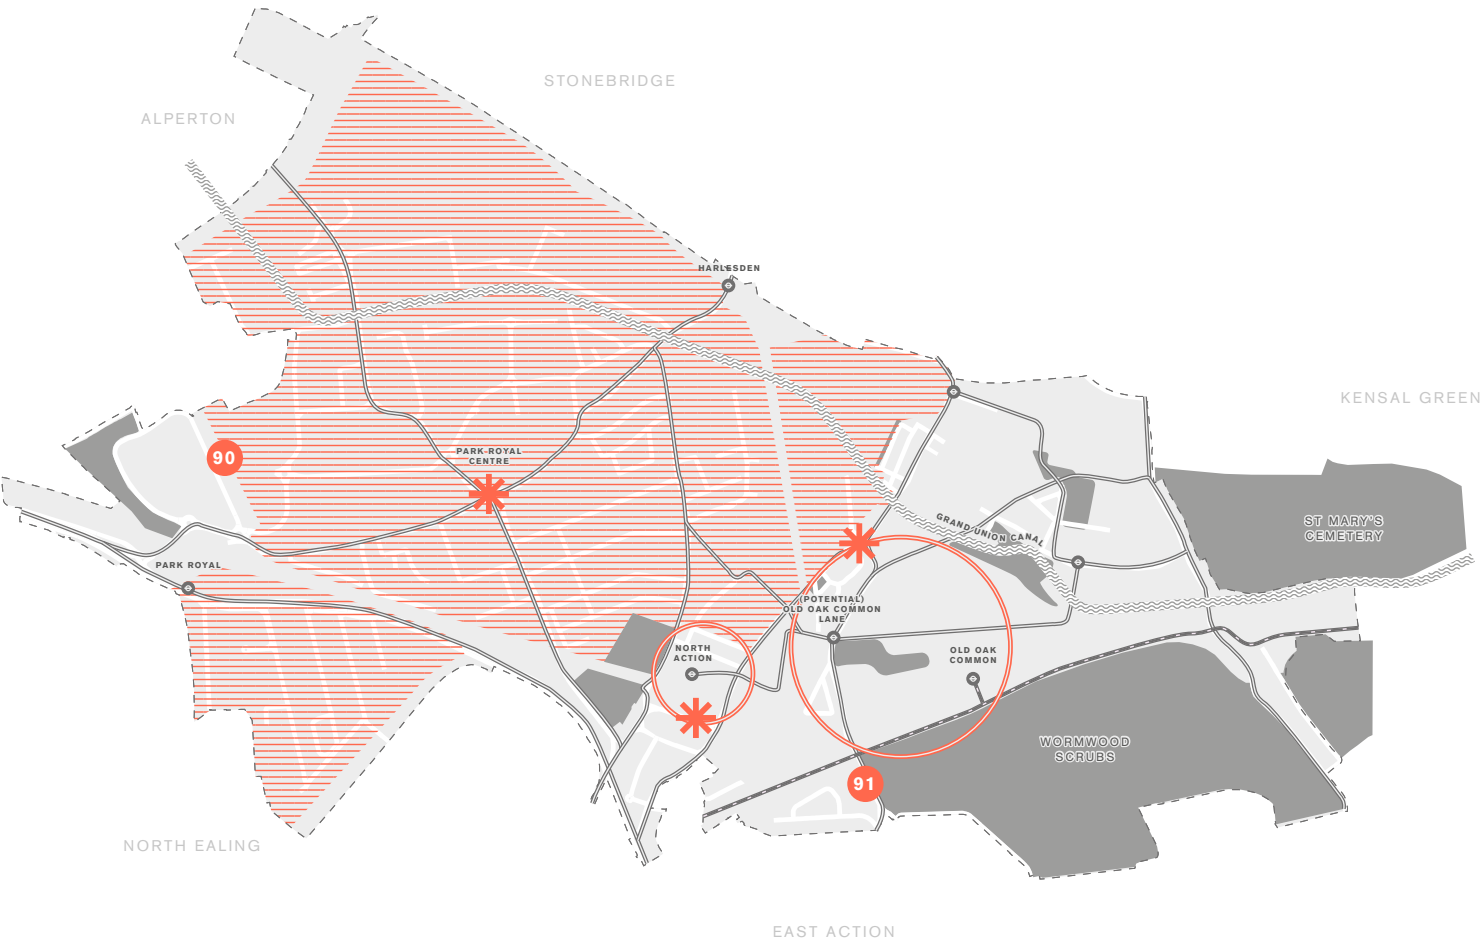 STONEBRIDGE
ALPERTON
HARLESDEN
KENSAL GREEN
90
PARK ROYAL
CENTRE
GRAND UNION CANAL
ST MARY'S
CEMETERY
PARK ROYAL
(POTENTIAL)
OLD OAK COMMON
LANE
NORTH
ACTION
OLD OAK
COMMON
WORMWOOD
SCRUBS
91
NORTH EALING
EAST ACTION